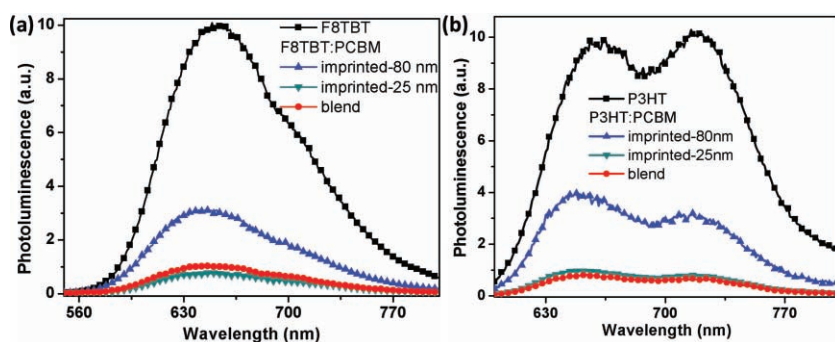 (a)
F8TBT
F8TBT:PCBM
imprinted-80 nm
imprinted-25 nm
blend
Photoluminescence (a.u.)
10
8
6
4
2
0
560
630
700
770
Wavelength (nm)
(b)
P3HT
P3HT:PCBM
imprinted-80nm
imprinted-25nm
blend
Photoluminescence (a.u.)
10
8
6
4
2
0
630
700
770
Wavelength (nm)